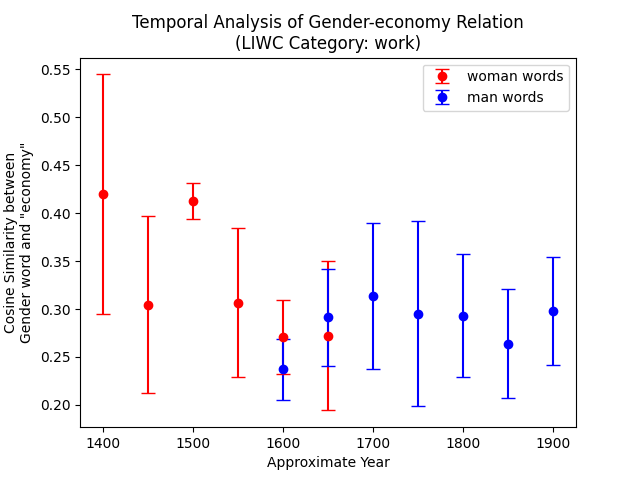 Temporal Analysis of Gender-economy Relation
(LIWC Category: work)
woman words
man words
Cosine Similarity between
Gender word and "economy"
0.55
0.50
0.45
0.40
0.35
0.30
0.25
0.20
1400
1500
1600
1700
1800
1900
Approximate Year